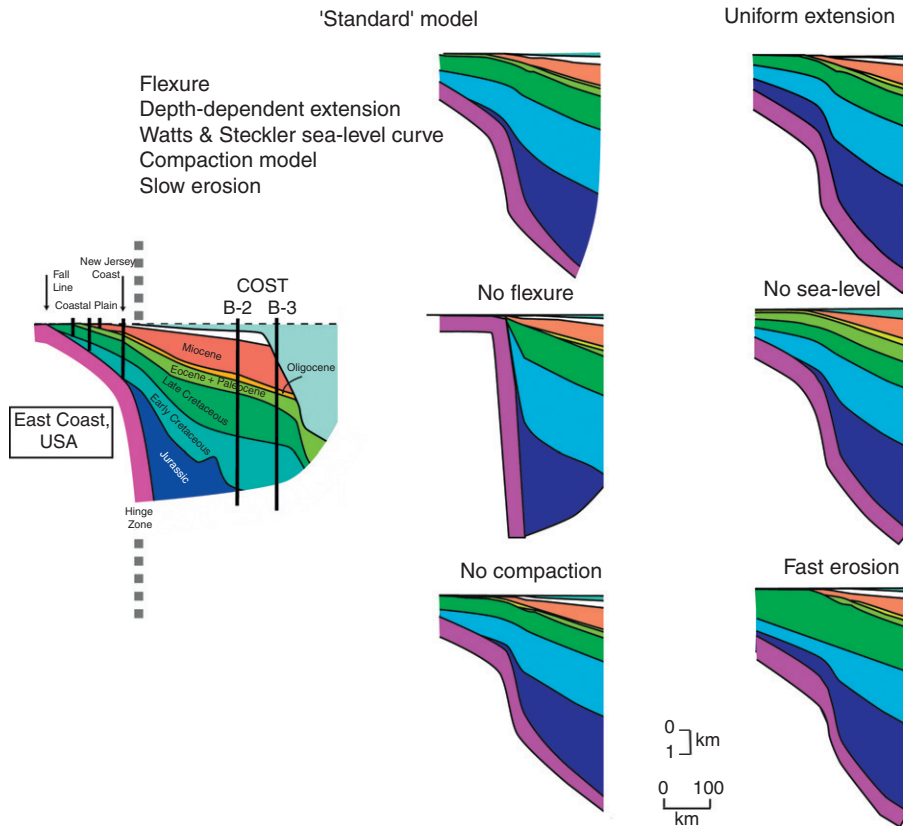 'Standard' model
Uniform extension
Flexure
Depth-dependent extension
Watts & Steckler sea-level curve
Compaction model
Slow erosion
Fall
Line
New Jersey
Coast
Coastal Plain
COST
B-2
B-3
Miocene
Oligocene
Eocene + Paleocene
Late Cretaceous
Early Cretaceous
Jurassic
East Coast,
USA
Hinge
Zone
No flexure
No sea-level
No compaction
Fast erosion
0
1
km
0 100
km